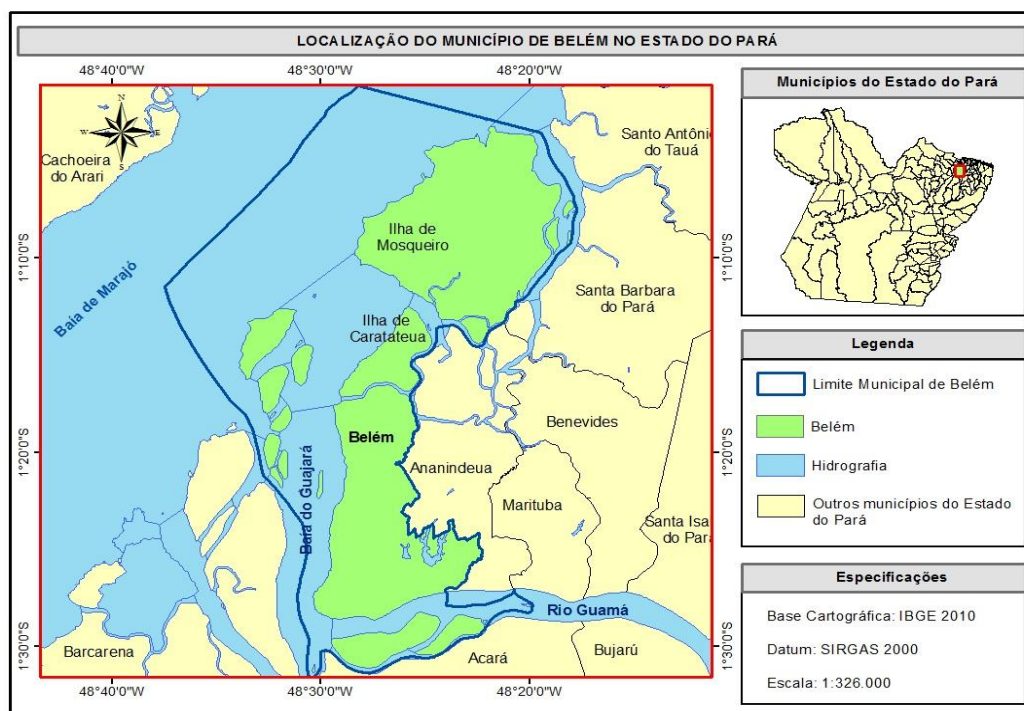 LOCALIZAÇÃO DO MUNICÍPIO DE BELÉM NO ESTADO DO PARÁ
48°40'0"W
48°30'0"W
48°20'0"W
N
W
E
S
Cachoeira
do Arari
Santo Antôni
do Tauá
Ilha de
Mosqueiro
1°10'0"S
1°10'0"S
Baía de Marajó
Santa Barbara
do Pará
Ilha de
Caratateua
Benevides
Belém
1°20'0"S
1°20'0"S
Ananindeua
Marituba
Baía do Guajará
Santa Isa
do Par
Rio Guamá
1°30'0"S
1°30'0"S
Barcarena
Acará
Bujarú
48°40'0"W
48°30'0"W
48°20'0"W
Municípios do Estado do Pará
Legenda
Limite Municipal de Belém
Belém
Hidrografia
Outros municípios do Estado
do Pará
Especificações
Base Cartográfica: IBGE 2010
Datum: SIRGAS 2000
Escala: 1:326.000